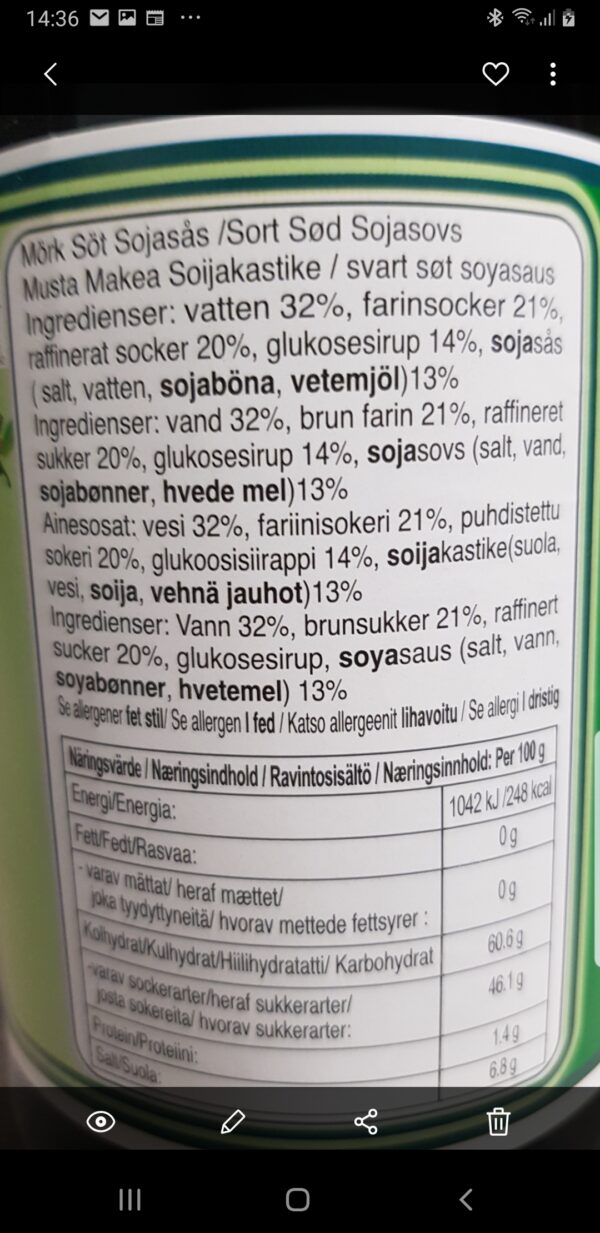 14:36
Mörk Söt Sojasås /Sort Sød Sojasovs
Musta Makea Soijakastike / svart søt soyasaus
Ingredienser: vatten 32%, farinsocker 21%,
raffinerat socker 20%, glukosesirup 14%, sojasås
( salt, vatten, sojaböna, vetemjöl)13%
Ingredienser: vand 32%, brun farin 21%, raffineret
sukker 20%, glukosesirup 14%, sojasovs (salt, vand,
sojabønner, hvede mel)13%
Ainesosat: vesi 32%, fariinisokeri 21%, puhdistettu
sokeri 20%, glukoosisiirappi 14%, soijakastike(suola,
vesi, soija, vehnä jauhot)13%
Ingredienser: Vann 32%, brunsukker 21%, raffinert
sucker 20%, glukosesirup, soyasaus (salt, vann,
soyabønner, hvetemel) 13%
Se allergener fet stil/ Se allergen I fed / Katso allergeenit lihavoitu / Se allergi I dristig
Näringsvärde / Næringsindhold / Ravintosisältö / Næringsinnhold: Per 100 g
Energi/Energia: 1042 kJ /248 kcal
Fett/Fedt/Rasvaa: 0 g
- varav mättat/ heraf mættet/
joka tyydyttyneitä/ hvorav mettede fettsyrer : 0 g
Kolhydrat/Kulhydrat/Hiilihydratatti/ Karbohydrat 60.6 g
-varav sockerarter/heraf sukkerarter/
josta sokereita/ hvorav sukkerarter: 46.1 g
Protein/Proteiini: 1.4 g
Salt/Suola: 6.8 g